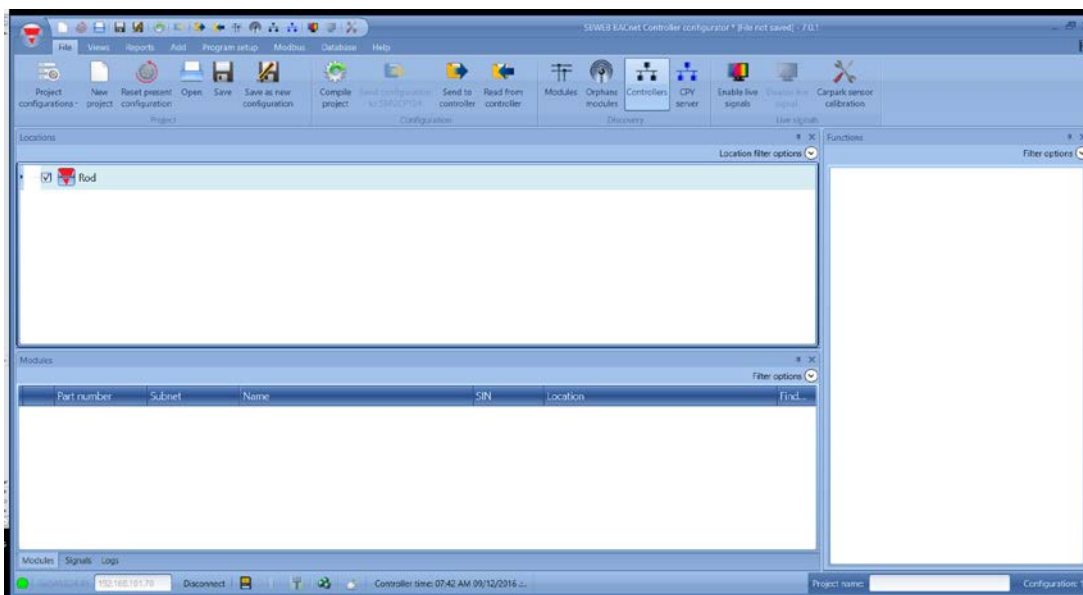 SBWEB BACnet Controller configurator * [File not saved] - 7.0.1
File Views Reports Add Program setup Modbus Database Help
Project configurations New project Reset present configuration Open Save Save as new configuration Compile project Send to controller Read from controller Modules Orphans modules Controllers CPV server Enable live signals Carpark sensor calibration
Project Configuration Discovery Live signals
Locations Functions
Location filter options Filter options
Rod
Modules
Filter options
Part number Subnet Name SIN Location Find...
Modules Signals Logs
192.168.101.70 Disconnect Controller time: 07:42 AM 09/12/2016 Project name: Configuration: 1